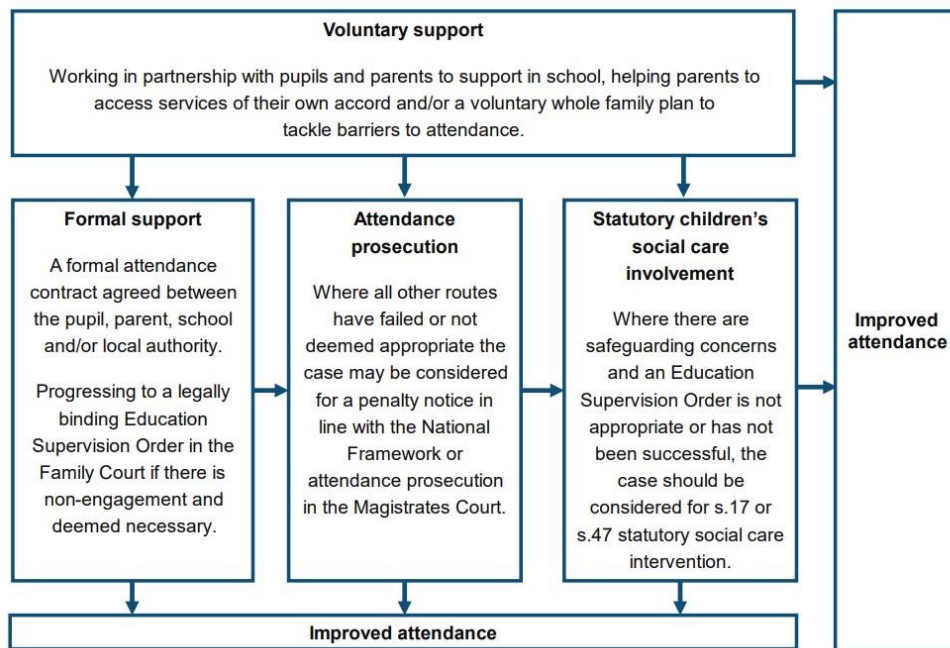 Voluntary support
Working in partnership with pupils and parents to support in school, helping parents to
access services of their own accord and/or a voluntary whole family plan to
tackle barriers to attendance.
Formal support
A formal attendance
contract agreed between
the pupil, parent, school
and/or local authority.
Progressing to a legally
binding Education
Supervision Order in the
Family Court if there is
non-engagement and
deemed necessary.
Attendance
prosecution
Where all other routes
have failed or not
deemed appropriate the
case may be considered
for a penalty notice in
line with the National
Framework or
attendance prosecution
in the Magistrates Court.
Statutory children’s
social care
involvement
Where there are
safeguarding concerns
and an Education
Supervision Order is not
appropriate or has not
been successful, the
case should be
considered for s.17 or
s.47 statutory social care
intervention.
Improved
attendance
Improved attendance